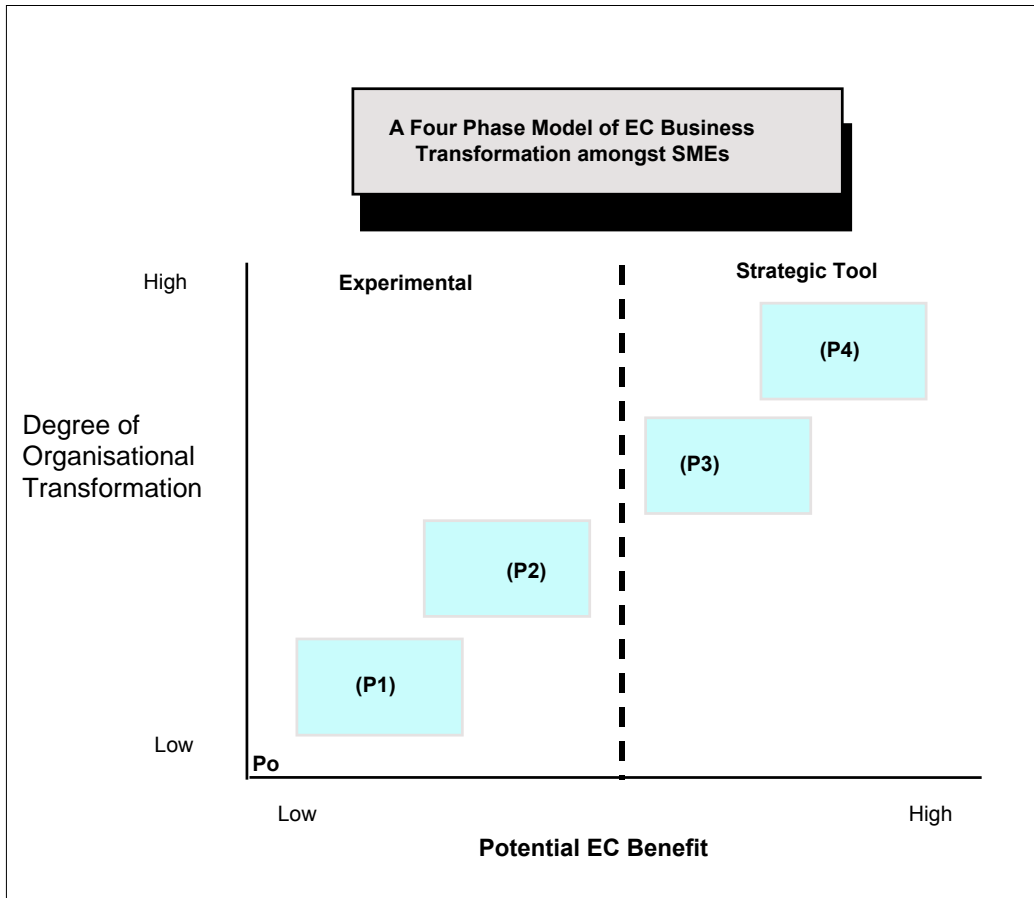 A Four Phase Model of EC Business
Transformation amongst SMEs
High
Experimental
Strategic Tool
(P4)
Degree of
Organisational
Transformation
(P3)
(P2)
(P1)
Low
Po
Low
High
Potential EC Benefit